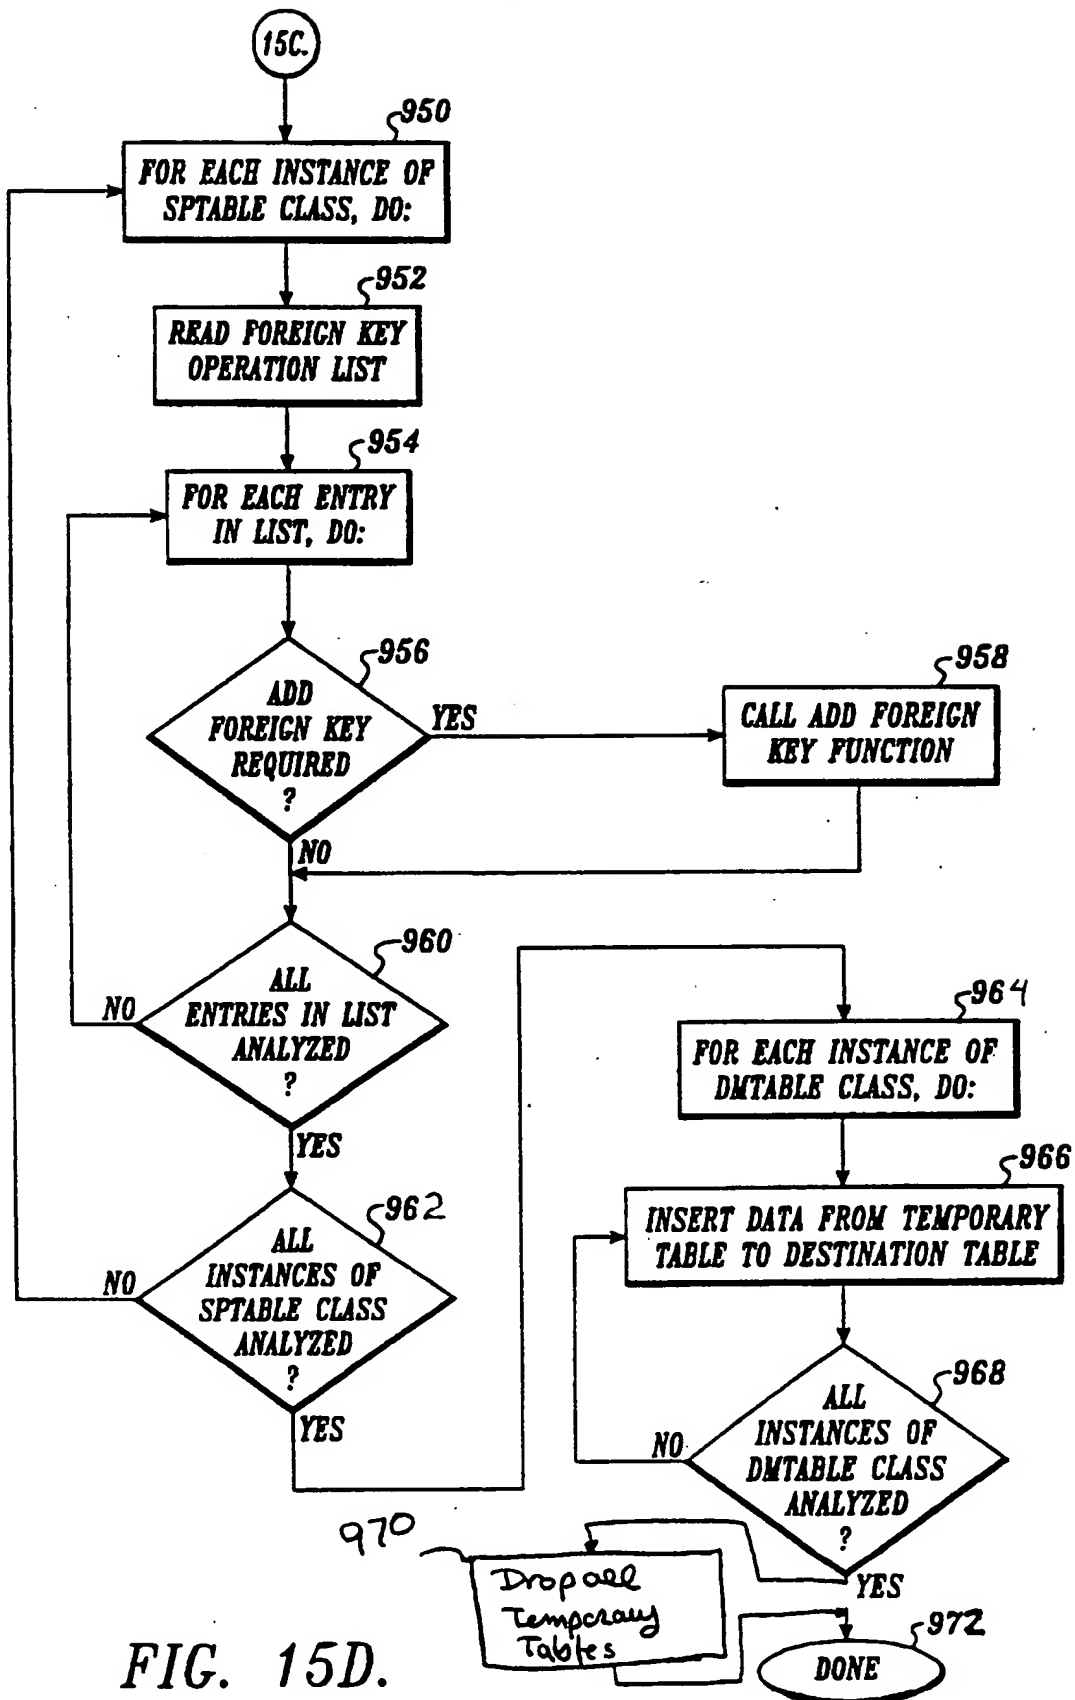 15C.
950
FOR EACH INSTANCE OF
SPTABLE CLASS, DO:
952
READ FOREIGN KEY
OPERATION LIST
954
FOR EACH ENTRY
IN LIST, DO:
956
ADD
FOREIGN KEY
REQUIRED
?
YES
NO
958
CALL ADD FOREIGN
KEY FUNCTION
960
ALL
ENTRIES IN LIST
ANALYZED
?
NO
YES
962
ALL
INSTANCES OF
SPTABLE CLASS
ANALYZED
?
NO
YES
964
FOR EACH INSTANCE OF
DMTABLE CLASS, DO:
966
INSERT DATA FROM TEMPORARY
TABLE TO DESTINATION TABLE
968
ALL
INSTANCES OF
DMTABLE CLASS
ANALYZED
?
NO
YES
970
Drop all
Temporary
Tables
972
DONE
FIG. 15D.